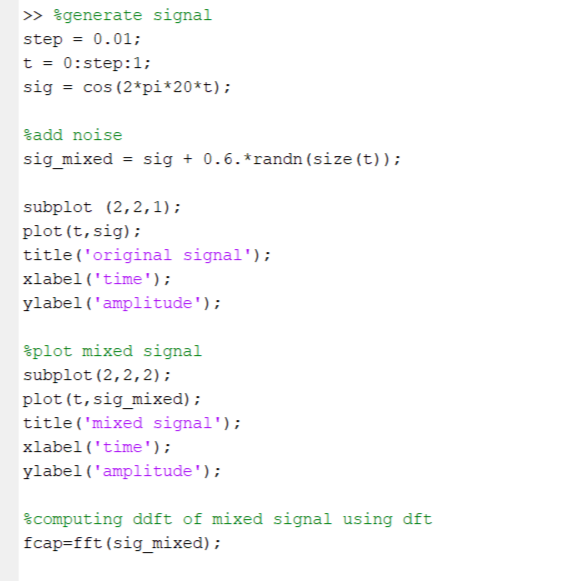 >> %generate signal
step = 0.01;
t = 0:step:1;
sig = cos(2*pi*20*t);
%add noise
sig_mixed = sig + 0.6.*randn(size(t));
subplot (2,2,1);
plot(t,sig);
title('original signal');
xlabel('time');
ylabel('amplitude');
%plot mixed signal
subplot(2,2,2);
plot(t,sig_mixed);
title('mixed signal');
xlabel('time');
ylabel('amplitude');
%computing ddft of mixed signal using dft
fcap=fft(sig_mixed);